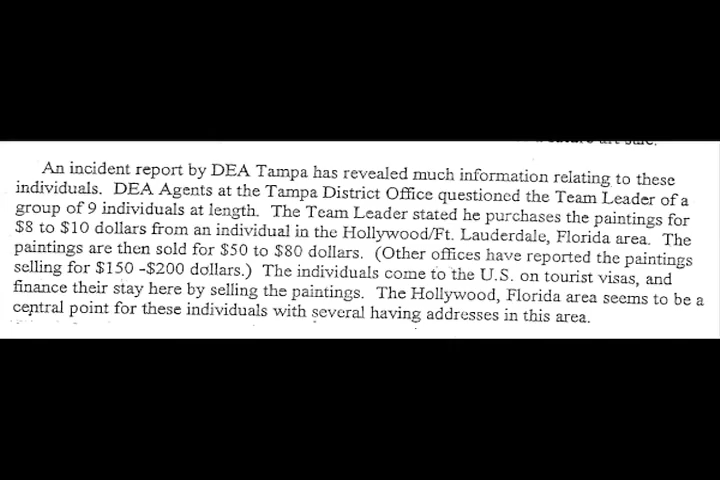 An incident report by DEA Tampa has revealed much information relating to these
individuals. DEA Agents at the Tampa District Office questioned the Team Leader of a
group of 9 individuals at length. The Team Leader stated he purchases the paintings for
$8 to $10 dollars from an individual in the Hollywood/Ft. Lauderdale, Florida area. The
paintings are then sold for $50 to $80 dollars. (Other offices have reported the paintings
selling for $150 -$200 dollars.) The individuals come to the U.S. on tourist visas, and
finance their stay here by selling the paintings. The Hollywood, Florida area seems to be a
central point for these individuals with several having addresses in this area.